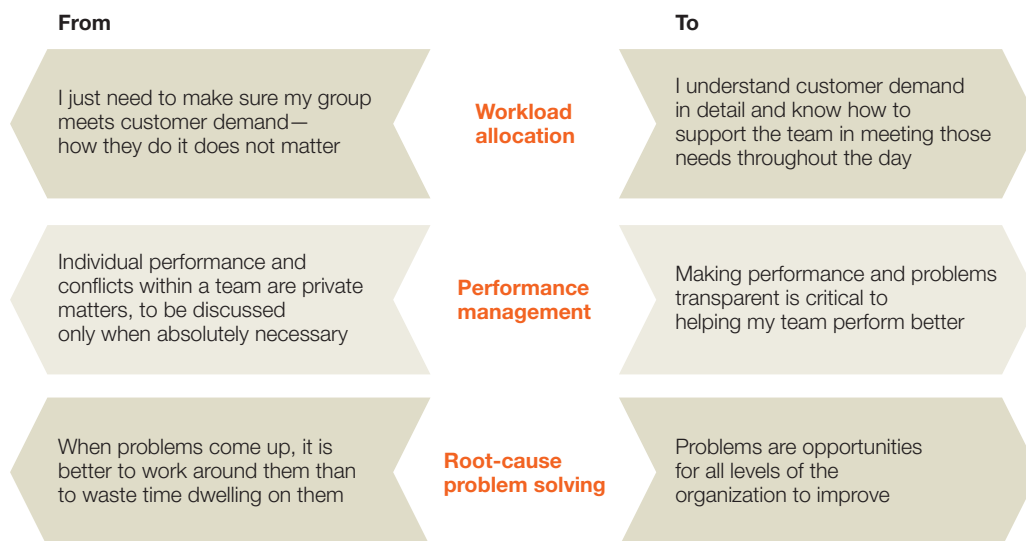 From
To
I just need to make sure my group
meets customer demand—
how they do it does not matter
Workload
allocation
I understand customer demand
in detail and know how to
support the team in meeting those
needs throughout the day
Individual performance and
conflicts within a team are private
matters, to be discussed
only when absolutely necessary
Performance
management
Making performance and problems
transparent is critical to
helping my team perform better
When problems come up, it is
better to work around them than
to waste time dwelling on them
Root-cause
problem solving
Problems are opportunities
for all levels of the
organization to improve